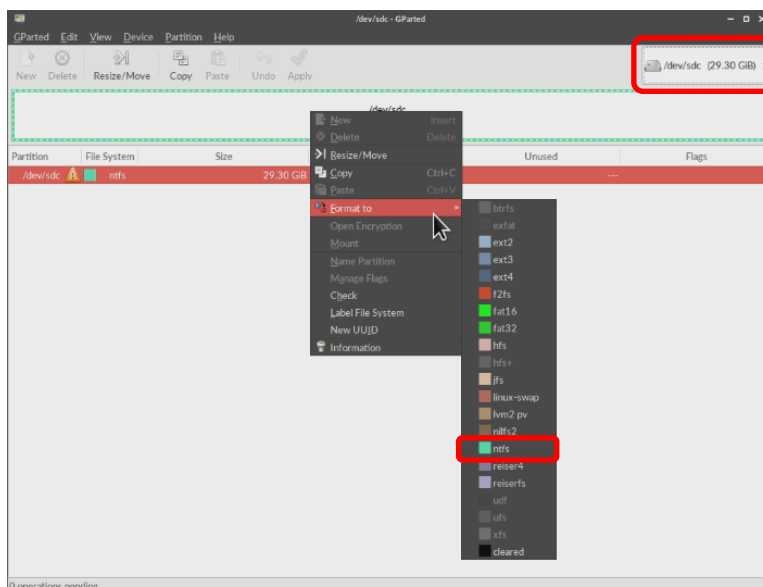 /dev/sdc - GParted
GParted Edit View Device Partition Help
New Delete Resize/Move Copy Paste Undo Apply
/dev/sdc (29.30 GiB)
/dev/sdc
Partition File System Size Unused Flags
/dev/sdc ntfs 29.30 GiB ---
New Insert
Delete Delete
Resize/Move
Copy Ctrl+C
Paste Ctrl+V
Format to
Open Encryption
Mount
Name Partition
Manage Flags
Check
Label File System
New UUID
Information
btrfs
exfat
ext2
ext3
ext4
f2fs
fat16
fat32
hfs
hfs+
jfs
linux-swap
lvm2 pv
nilfs2
ntfs
reiser4
reiserfs
udf
ufs
xfs
cleared
0 operations pending